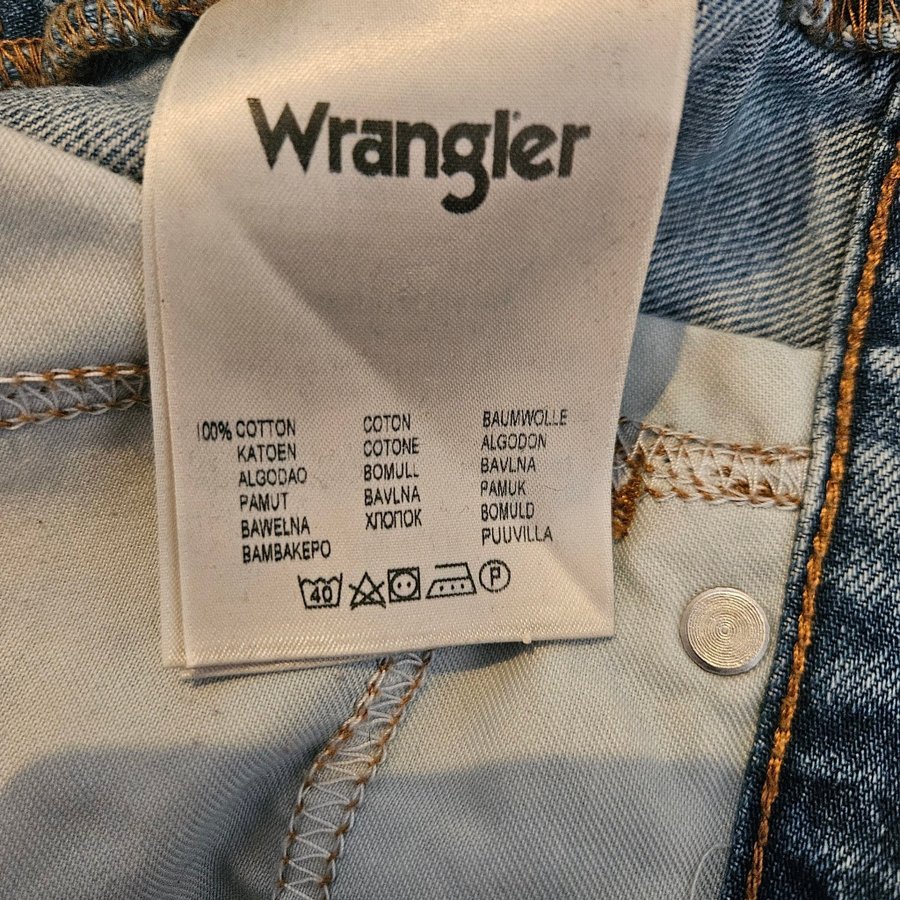 Wrangler
100% COTTON
KATOEN
ALGODAO
PAMUT
BAWEŁNA
BAMBAKEPO
COTON
COTONE
BOMULL
BAVLNA
ХЛОПОК
BAUMWOLLE
ALGODON
BAVLNA
PAMUK
BOMULD
PUUVILLA
40
P